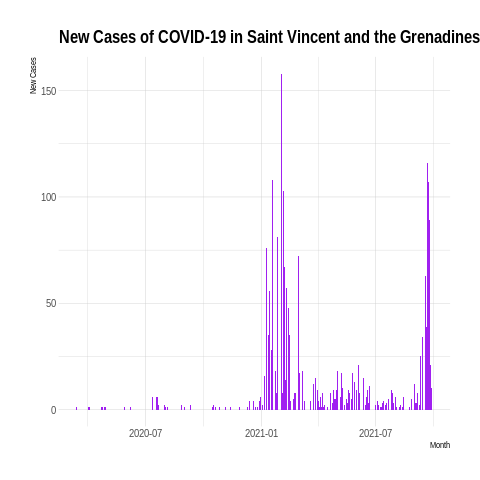 New Cases of COVID-19 in Saint Vincent and the Grenadines
New Cases
150
100
50
0
2020-07
2021-01
2021-07
Month